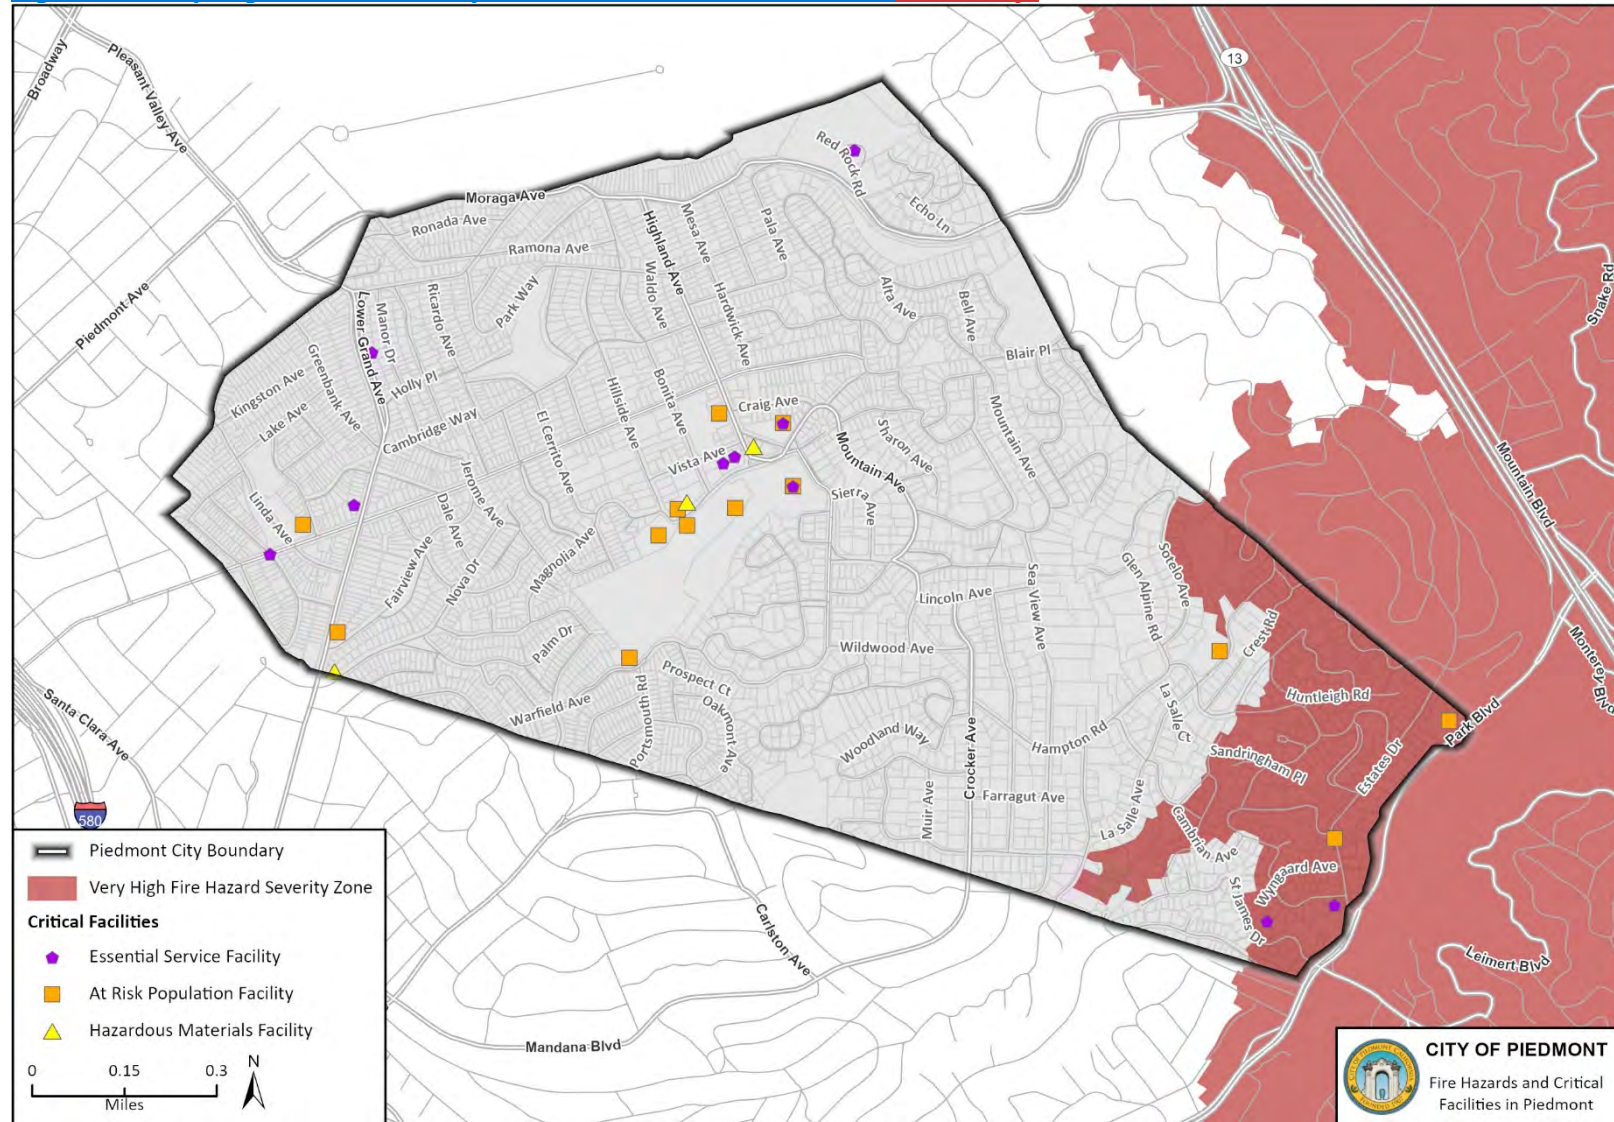 13
Broadway
Pleasant Valley Ave
Piedmont Ave
Moraga Ave
Ronada Ave
Ramona Ave
Park Way
Ricardo Ave
Manor Dr
Lower Grand Ave
Holly Pl
Greenbank Ave
Kingston Ave
Lake Ave
Cambridge Way
Linda Ave
Jerome Ave
Dale Ave
Fairview Ave
Nova Dr
El Cerrito Ave
Hillside Ave
Bonita Ave
Magnolia Ave
Vista Ave
Highland Ave
Waldo Ave
Mesa Ave
Hardwick Ave
Pala Ave
Red Rock Rd
Echo Ln
Alta Ave
Bell Ave
Blair Pl
Craig Ave
Mountain Ave
Sharon Ave
Mountain Ave
Sierra Ave
Lincoln Ave
Sea View Ave
Wildwood Ave
Glen Alpine Rd
Sotelo Ave
Crest Rd
Huntleigh Rd
La Salle Ct
Hampton Rd
Sandringham Pl
Estates Dr
Park Blvd
Palm Dr
Prospect Ct
Portsmouth Rd
Oakmont Ave
Warfield Ave
Woodland Way
Crocker Ave
Muir Ave
Farragut Ave
La Salle Ave
Cambrian Ave
Wyngaard Ave
St James Dr
Snake Rd
Mountain Blvd
Monterey Blvd
Leimert Blvd
Santa Clara Ave
580
Carlston Ave
Mandana Blvd
Piedmont City Boundary
Very High Fire Hazard Severity Zone
Critical Facilities
Essential Service Facility
At Risk Population Facility
Hazardous Materials Facility
0 0.15 0.3
Miles
N
CITY OF PIEDMONT
Fire Hazards and Critical
Facilities in Piedmont